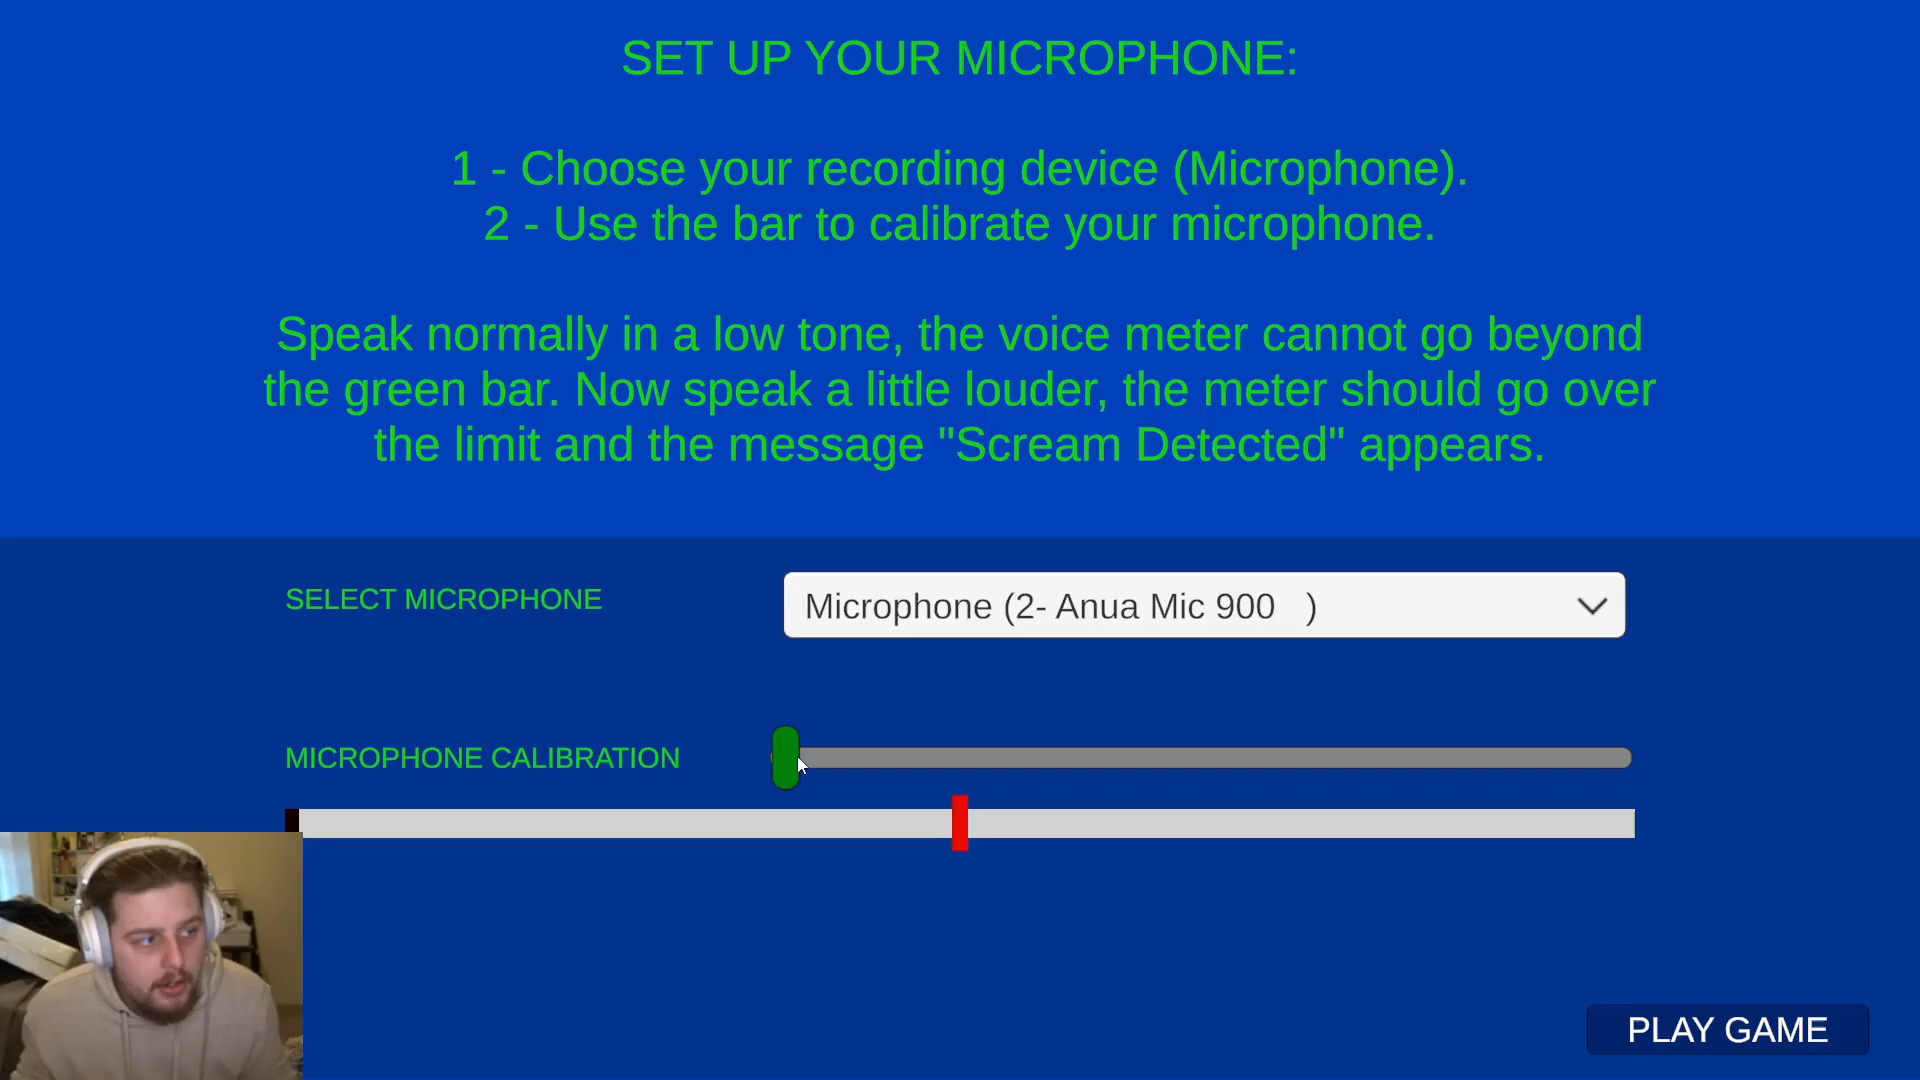 SET UP YOUR MICROPHONE:
1 - Choose your recording device (Microphone).
2 - Use the bar to calibrate your microphone.
Speak normally in a low tone, the voice meter cannot go beyond
the green bar. Now speak a little louder, the meter should go over
the limit and the message "Scream Detected" appears.
SELECT MICROPHONE
Microphone (2- Anua Mic 900   )
MICROPHONE CALIBRATION
PLAY GAME